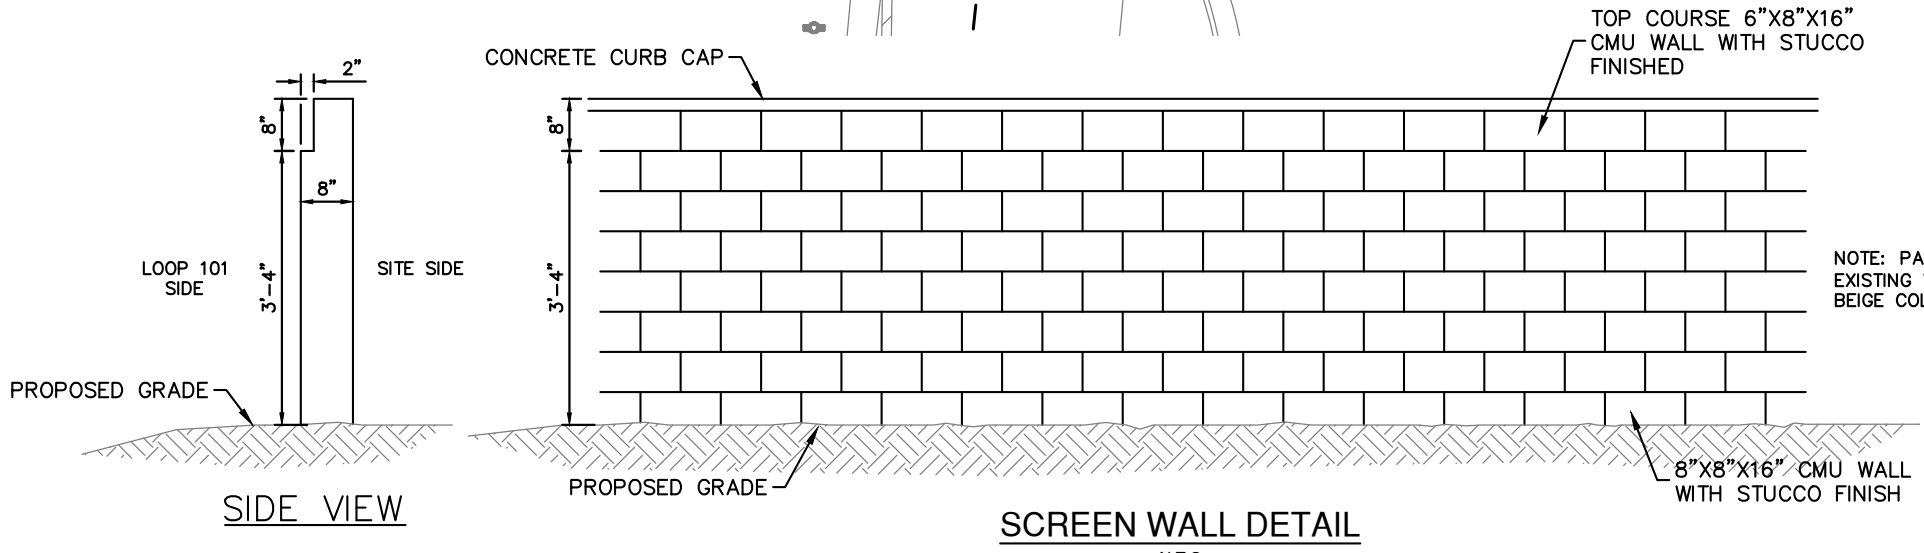 TOP COURSE 6"X8"X16"
CMU WALL WITH STUCCO
FINISHED
CONCRETE CURB CAP
2"
8"
8"
8"
3'-4"
3'-4"
LOOP 101
SIDE
SITE SIDE
NOTE: PA
EXISTING
BEIGE COL
PROPOSED GRADE
PROPOSED GRADE
8"X8"X16" CMU WALL
WITH STUCCO FINISH
SIDE VIEW
SCREEN WALL DETAIL